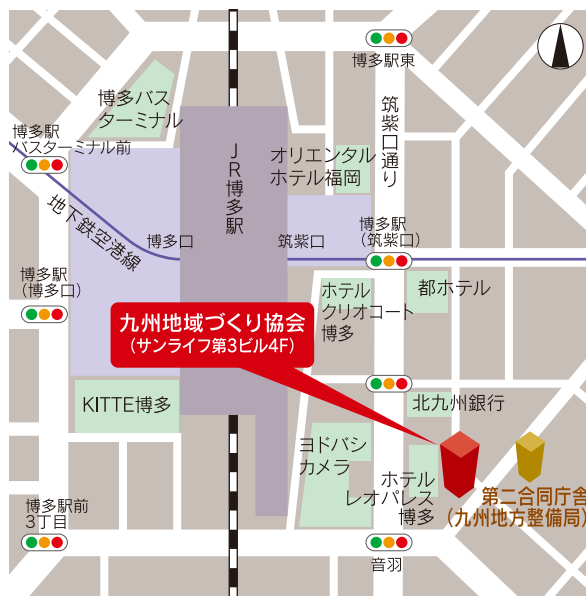 博多駅東
博多バス
ターミナル
博多駅
バスターミナル前
JR博多駅
オリエンタル
ホテル福岡
筑紫口通り
地下鉄空港線
博多口
筑紫口
博多駅
（筑紫口）
博多駅
（博多口）
ホテル
クリオコート
博多
都ホテル
九州地域づくり協会
（サンライフ第3ビル4F）
KITTE博多
北九州銀行
ヨドバシ
カメラ
ホテル
レオパレス
博多
第二合同庁舎
（九州地方整備局）
博多駅前
3丁目
音羽